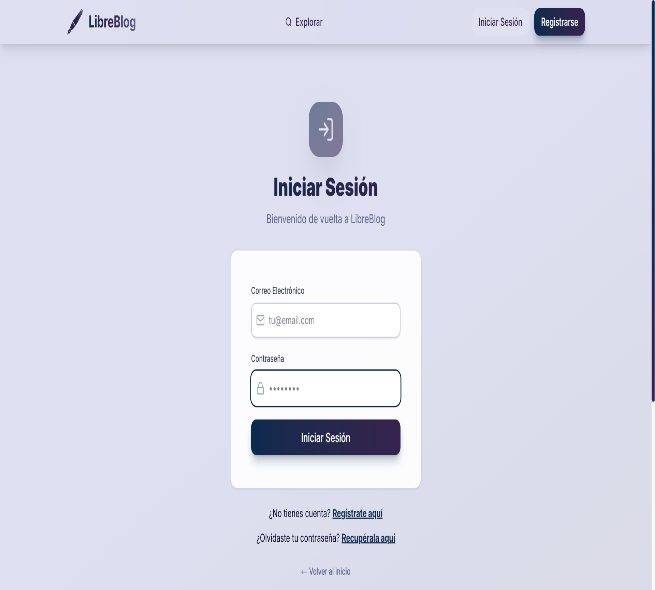 LibreBlog
Explorar
Iniciar Sesión
Registrarse
Iniciar Sesión
Bienvenido de vuelta a LibreBlog
Correo Electrónico
tu@email.com
Contraseña
••••••••
Iniciar Sesión
¿No tienes cuenta? Regístrate aquí
¿Olvidaste tu contraseña? Recupérala aquí
← Volver al inicio